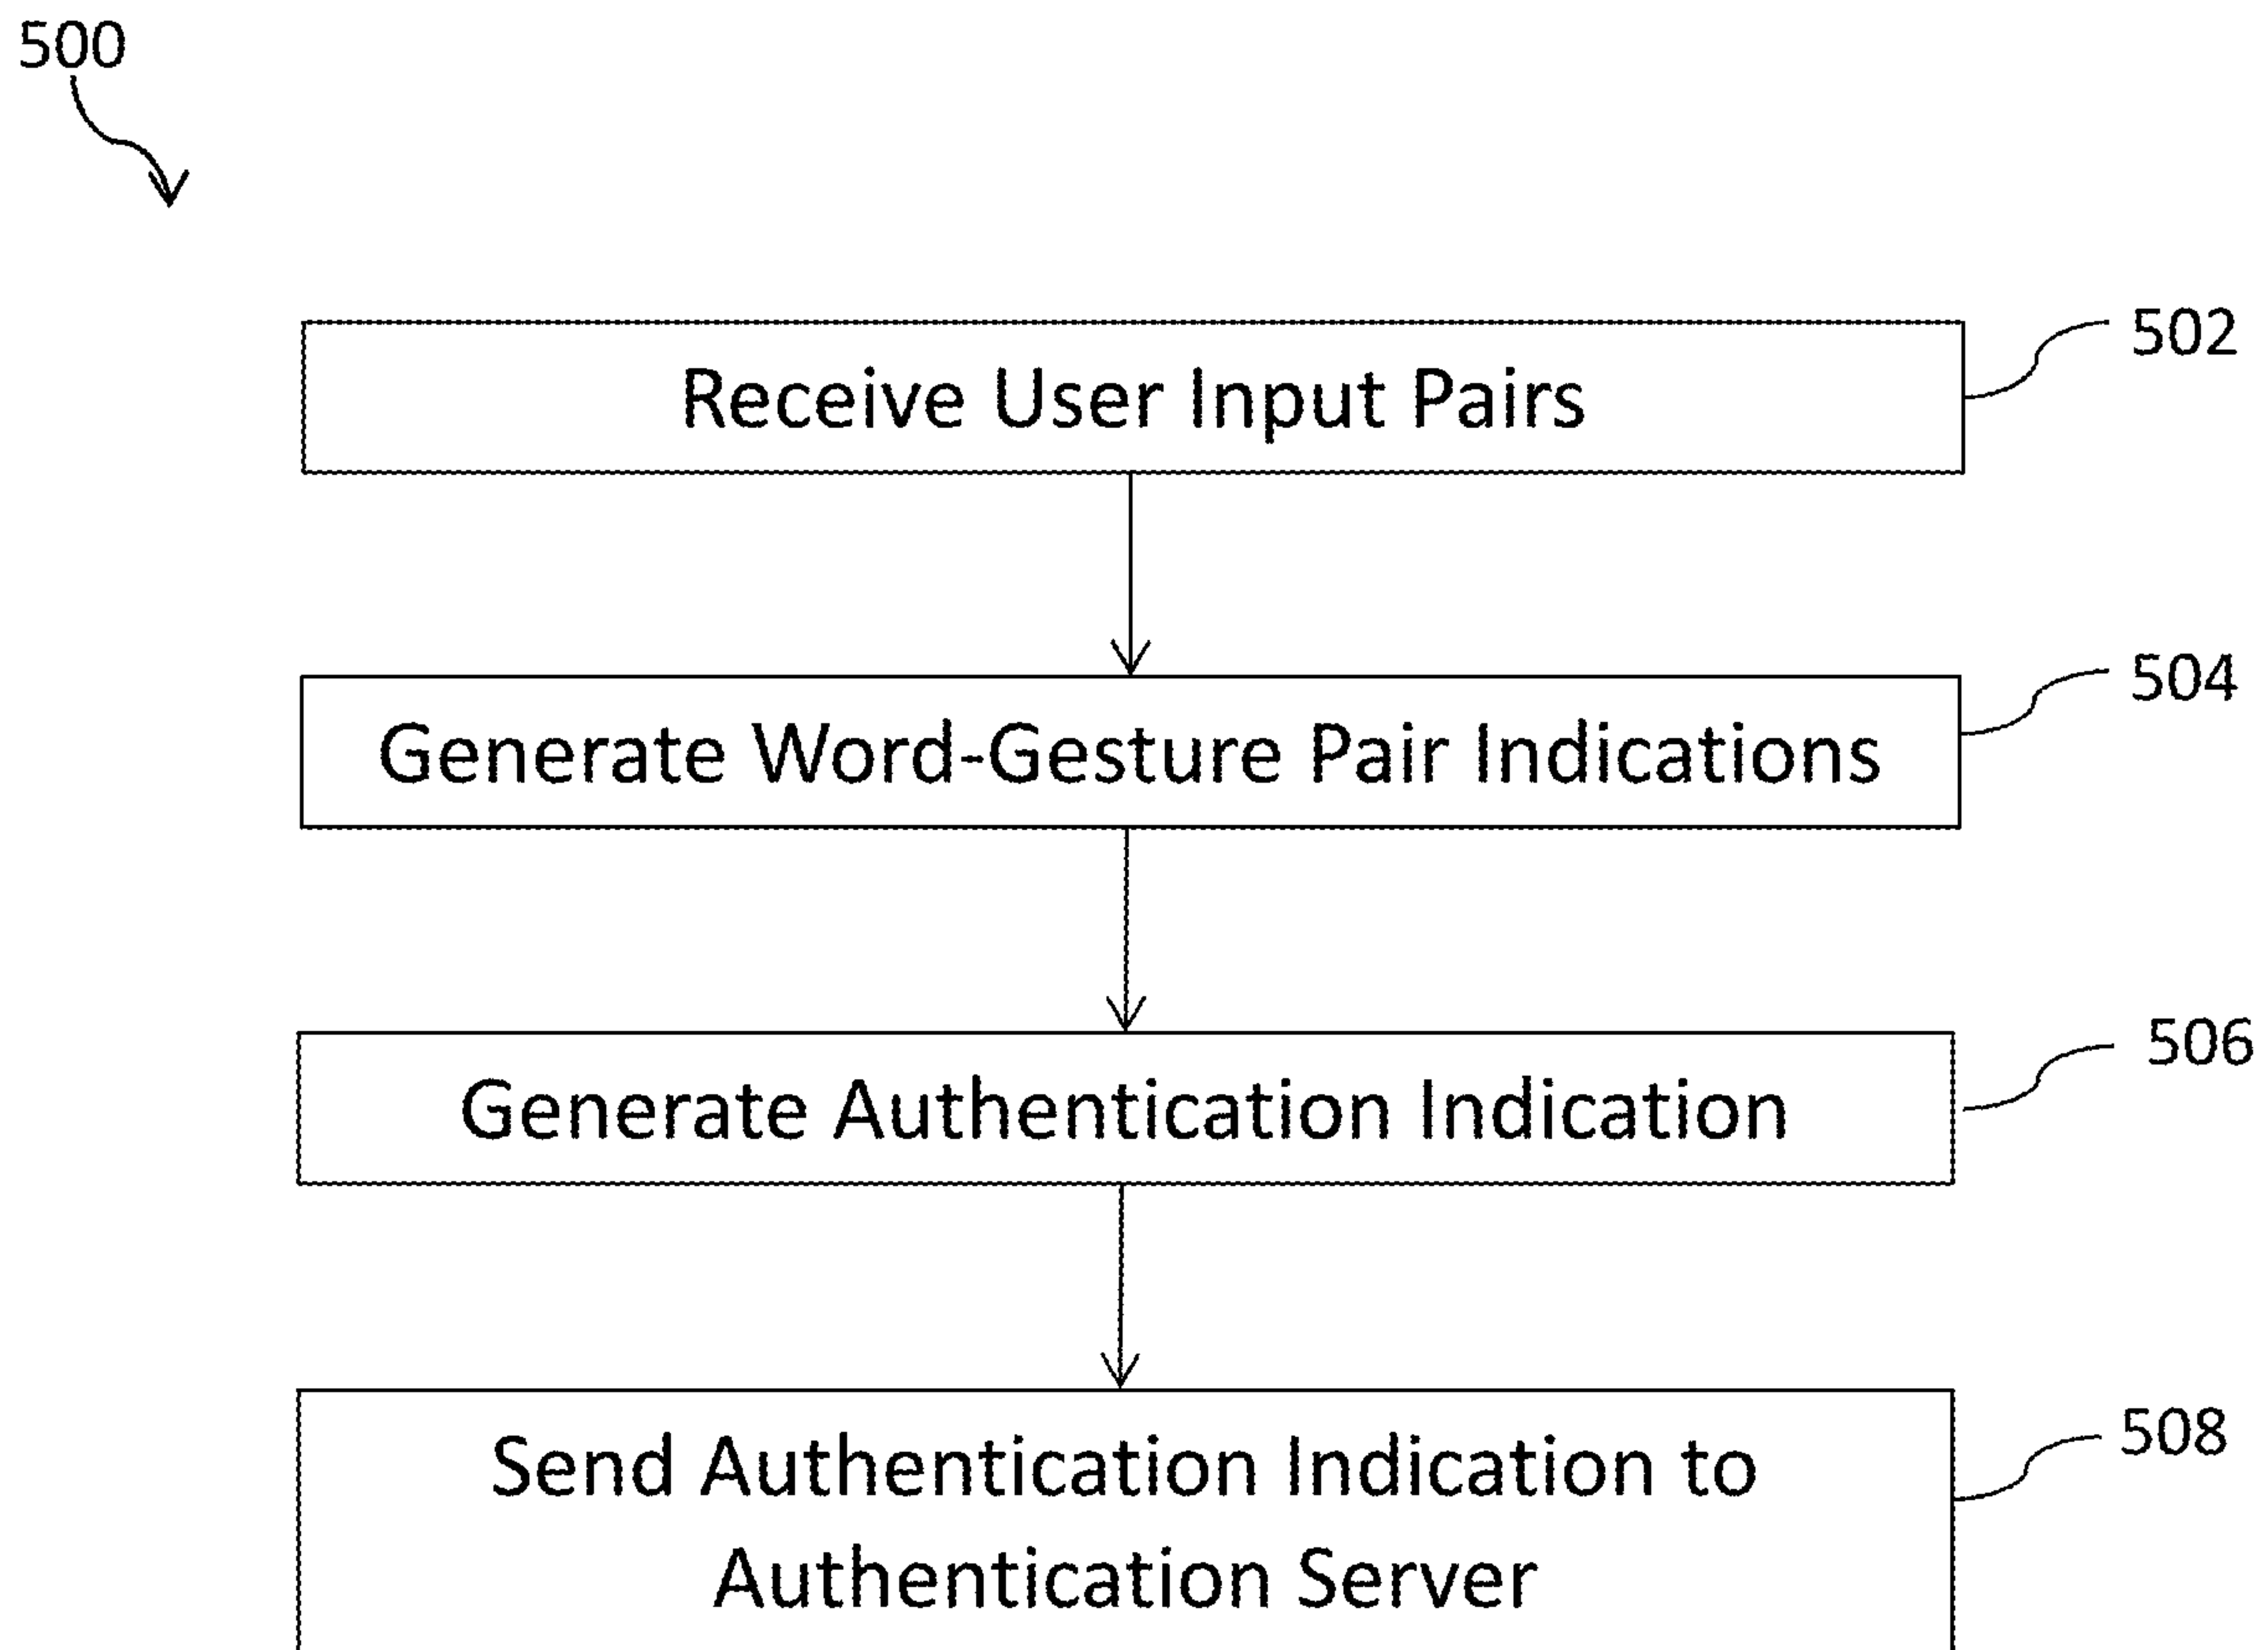 500
Receive User Input Pairs
502
Generate Word-Gesture Pair Indications
504
Generate Authentication Indication
506
Send Authentication Indication to
Authentication Server
508